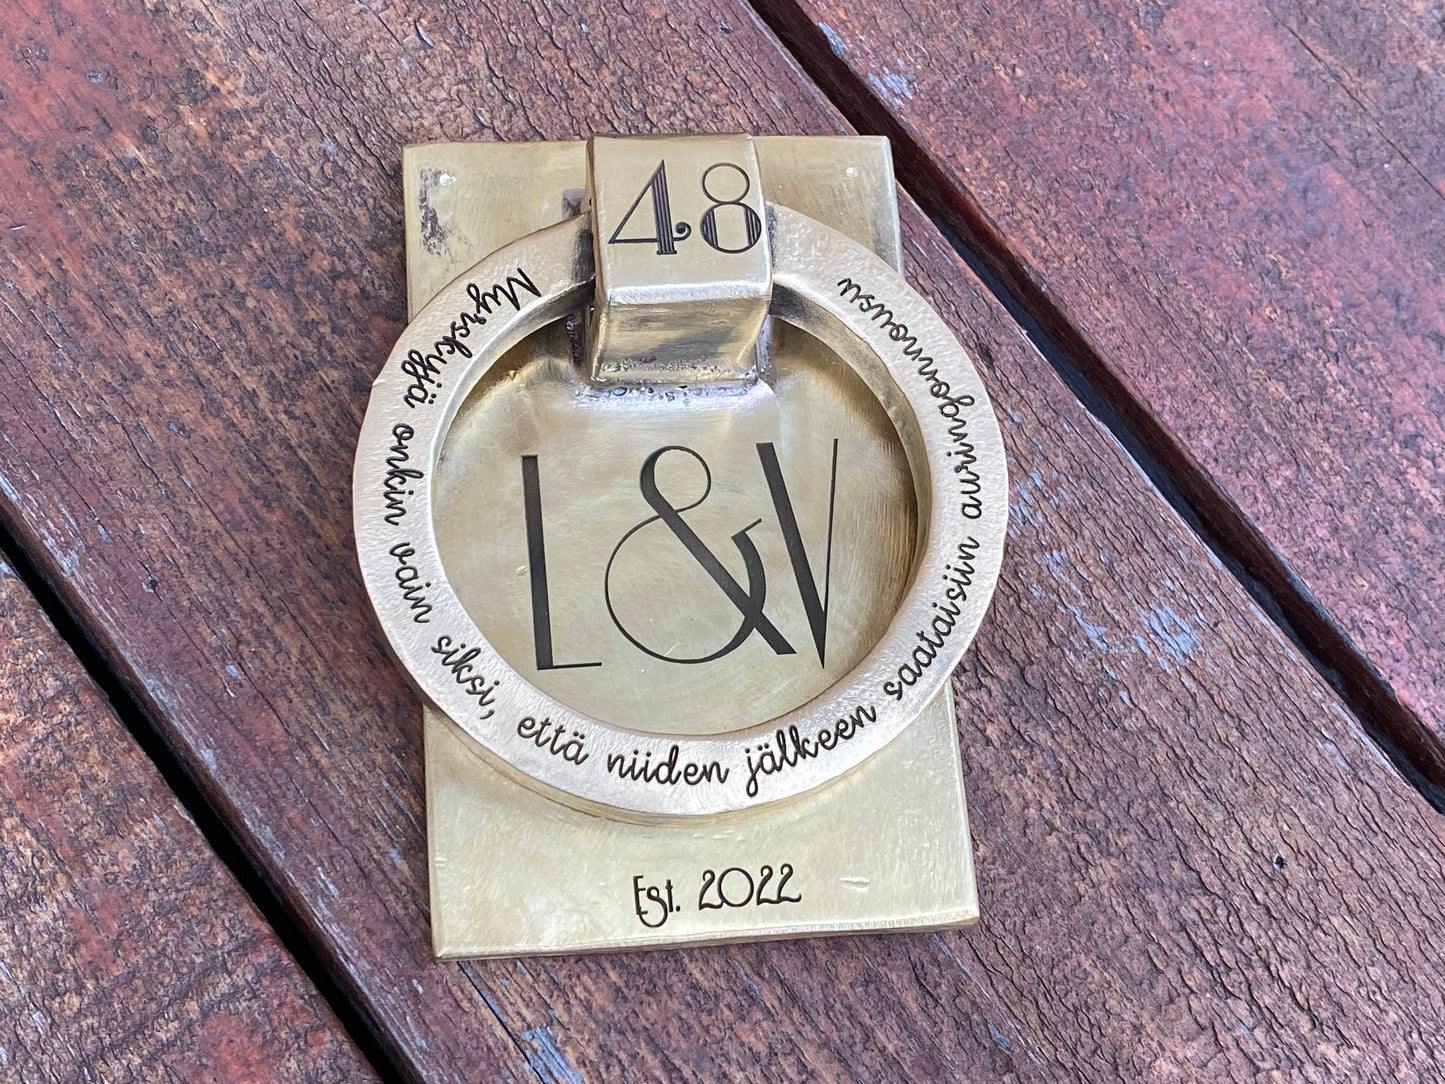 48
Myrskyjä onkin vain siksi, että niiden jälkeen saataisiin auringonnousu
L&V
Est. 2022